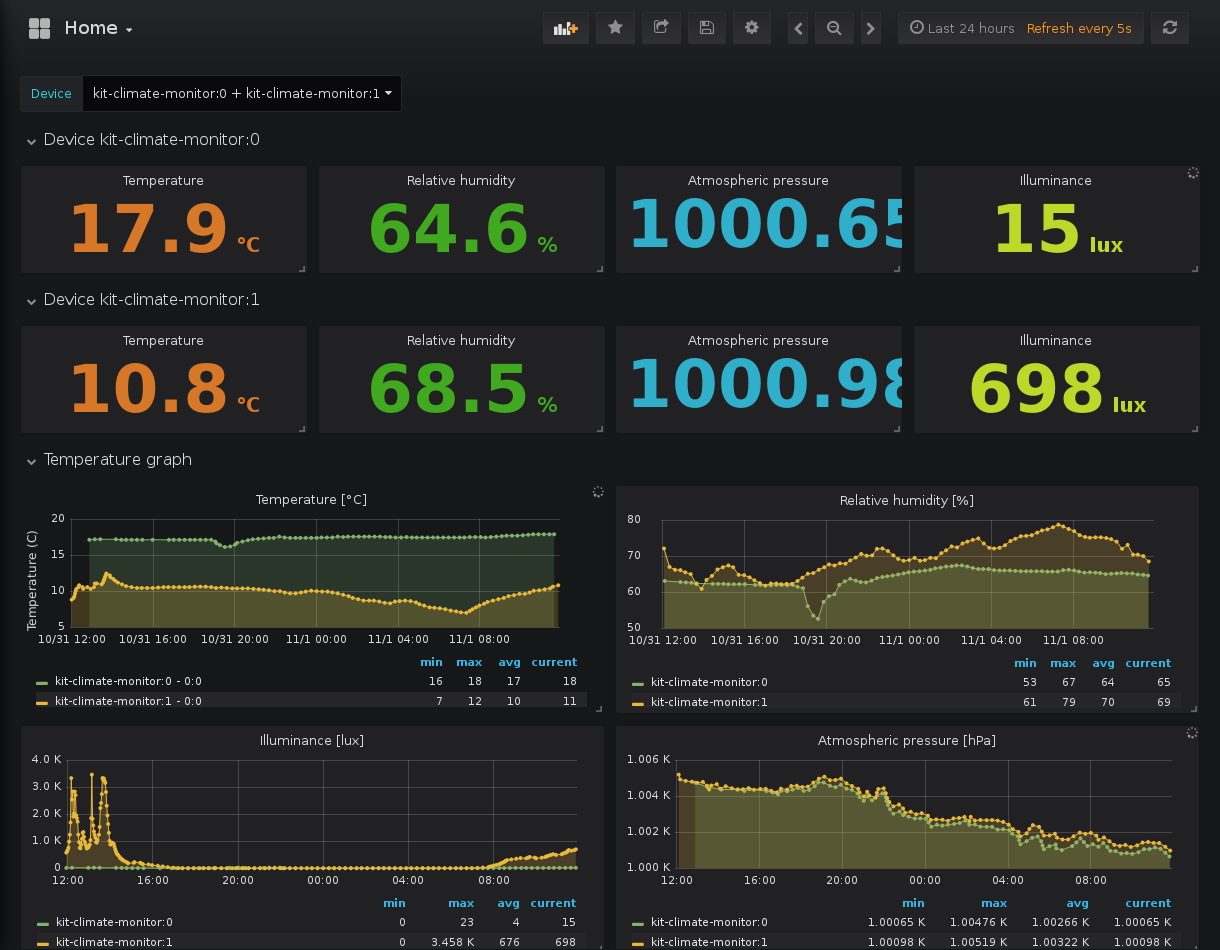 Home
Last 24 hours Refresh every 5s
Device kit-climate-monitor:0 + kit-climate-monitor:1
Device kit-climate-monitor:0
Temperature Relative humidity Atmospheric pressure Illuminance
17.9 °C 64.6 % 1000.65 15 lux
Device kit-climate-monitor:1
Temperature Relative humidity Atmospheric pressure Illuminance
10.8 °C 68.5 % 1000.98 698 lux
Temperature graph
Temperature [°C]
Temperature (C)
20
15
10
5
10/31 12:00 10/31 16:00 10/31 20:00 11/1 00:00 11/1 04:00 11/1 08:00
min max avg current
kit-climate-monitor:0 - 0:0 16 18 17 18
kit-climate-monitor:1 - 0:0 7 12 10 11
Relative humidity [%]
80
70
60
50
10/31 12:00 10/31 16:00 10/31 20:00 11/1 00:00 11/1 04:00 11/1 08:00
min max avg current
kit-climate-monitor:0 53 67 64 65
kit-climate-monitor:1 61 79 70 69
Illuminance [lux]
4.0 K
3.0 K
2.0 K
1.0 K
0
12:00 16:00 20:00 00:00 04:00 08:00
min max avg current
kit-climate-monitor:0 0 23 4 15
kit-climate-monitor:1 0 3.458 K 676 698
Atmospheric pressure [hPa]
1.006 K
1.004 K
1.002 K
1.000 K
12:00 16:00 20:00 00:00 04:00 08:00
min max avg current
kit-climate-monitor:0 1.00065 K 1.00476 K 1.00266 K 1.00065 K
kit-climate-monitor:1 1.00098 K 1.00519 K 1.00322 K 1.00098 K